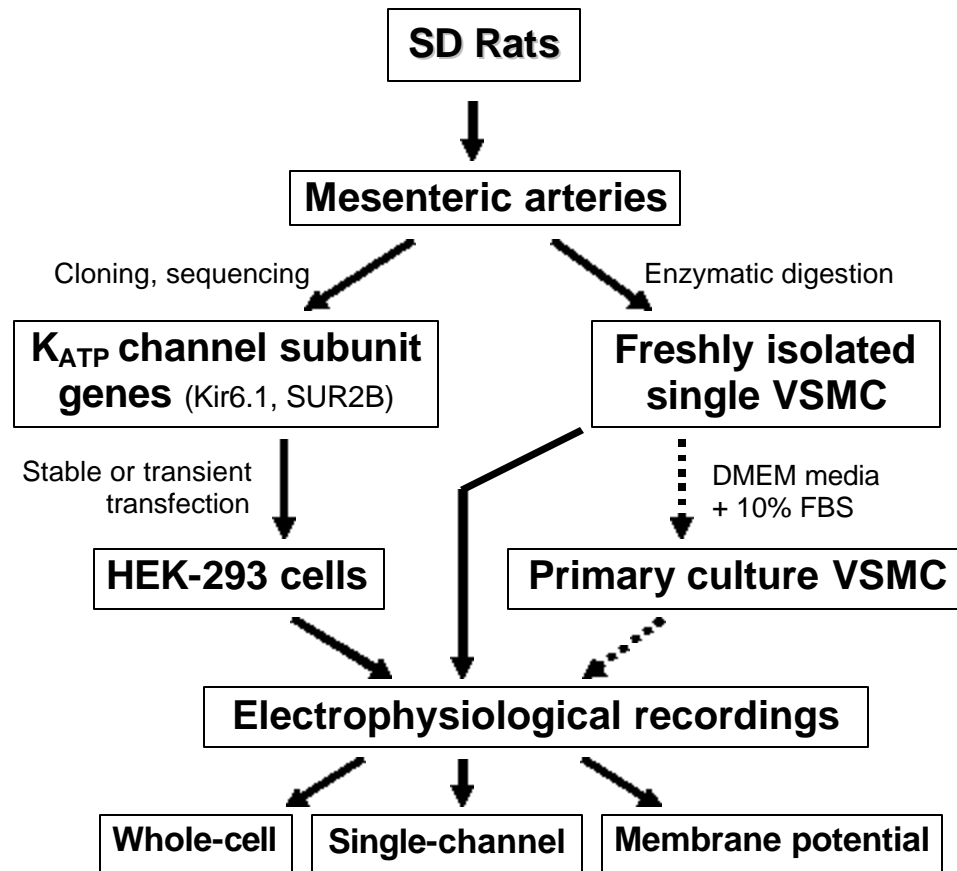 SD Rats
Mesenteric arteries
Cloning, sequencing
Enzymatic digestion
K_ATP channel subunit
genes (Kir6.1, SUR2B)
Freshly isolated
single VSMC
Stable or transient
transfection
DMEM media
+ 10% FBS
HEK-293 cells
Primary culture VSMC
Electrophysiological recordings
Whole-cell
Single-channel
Membrane potential